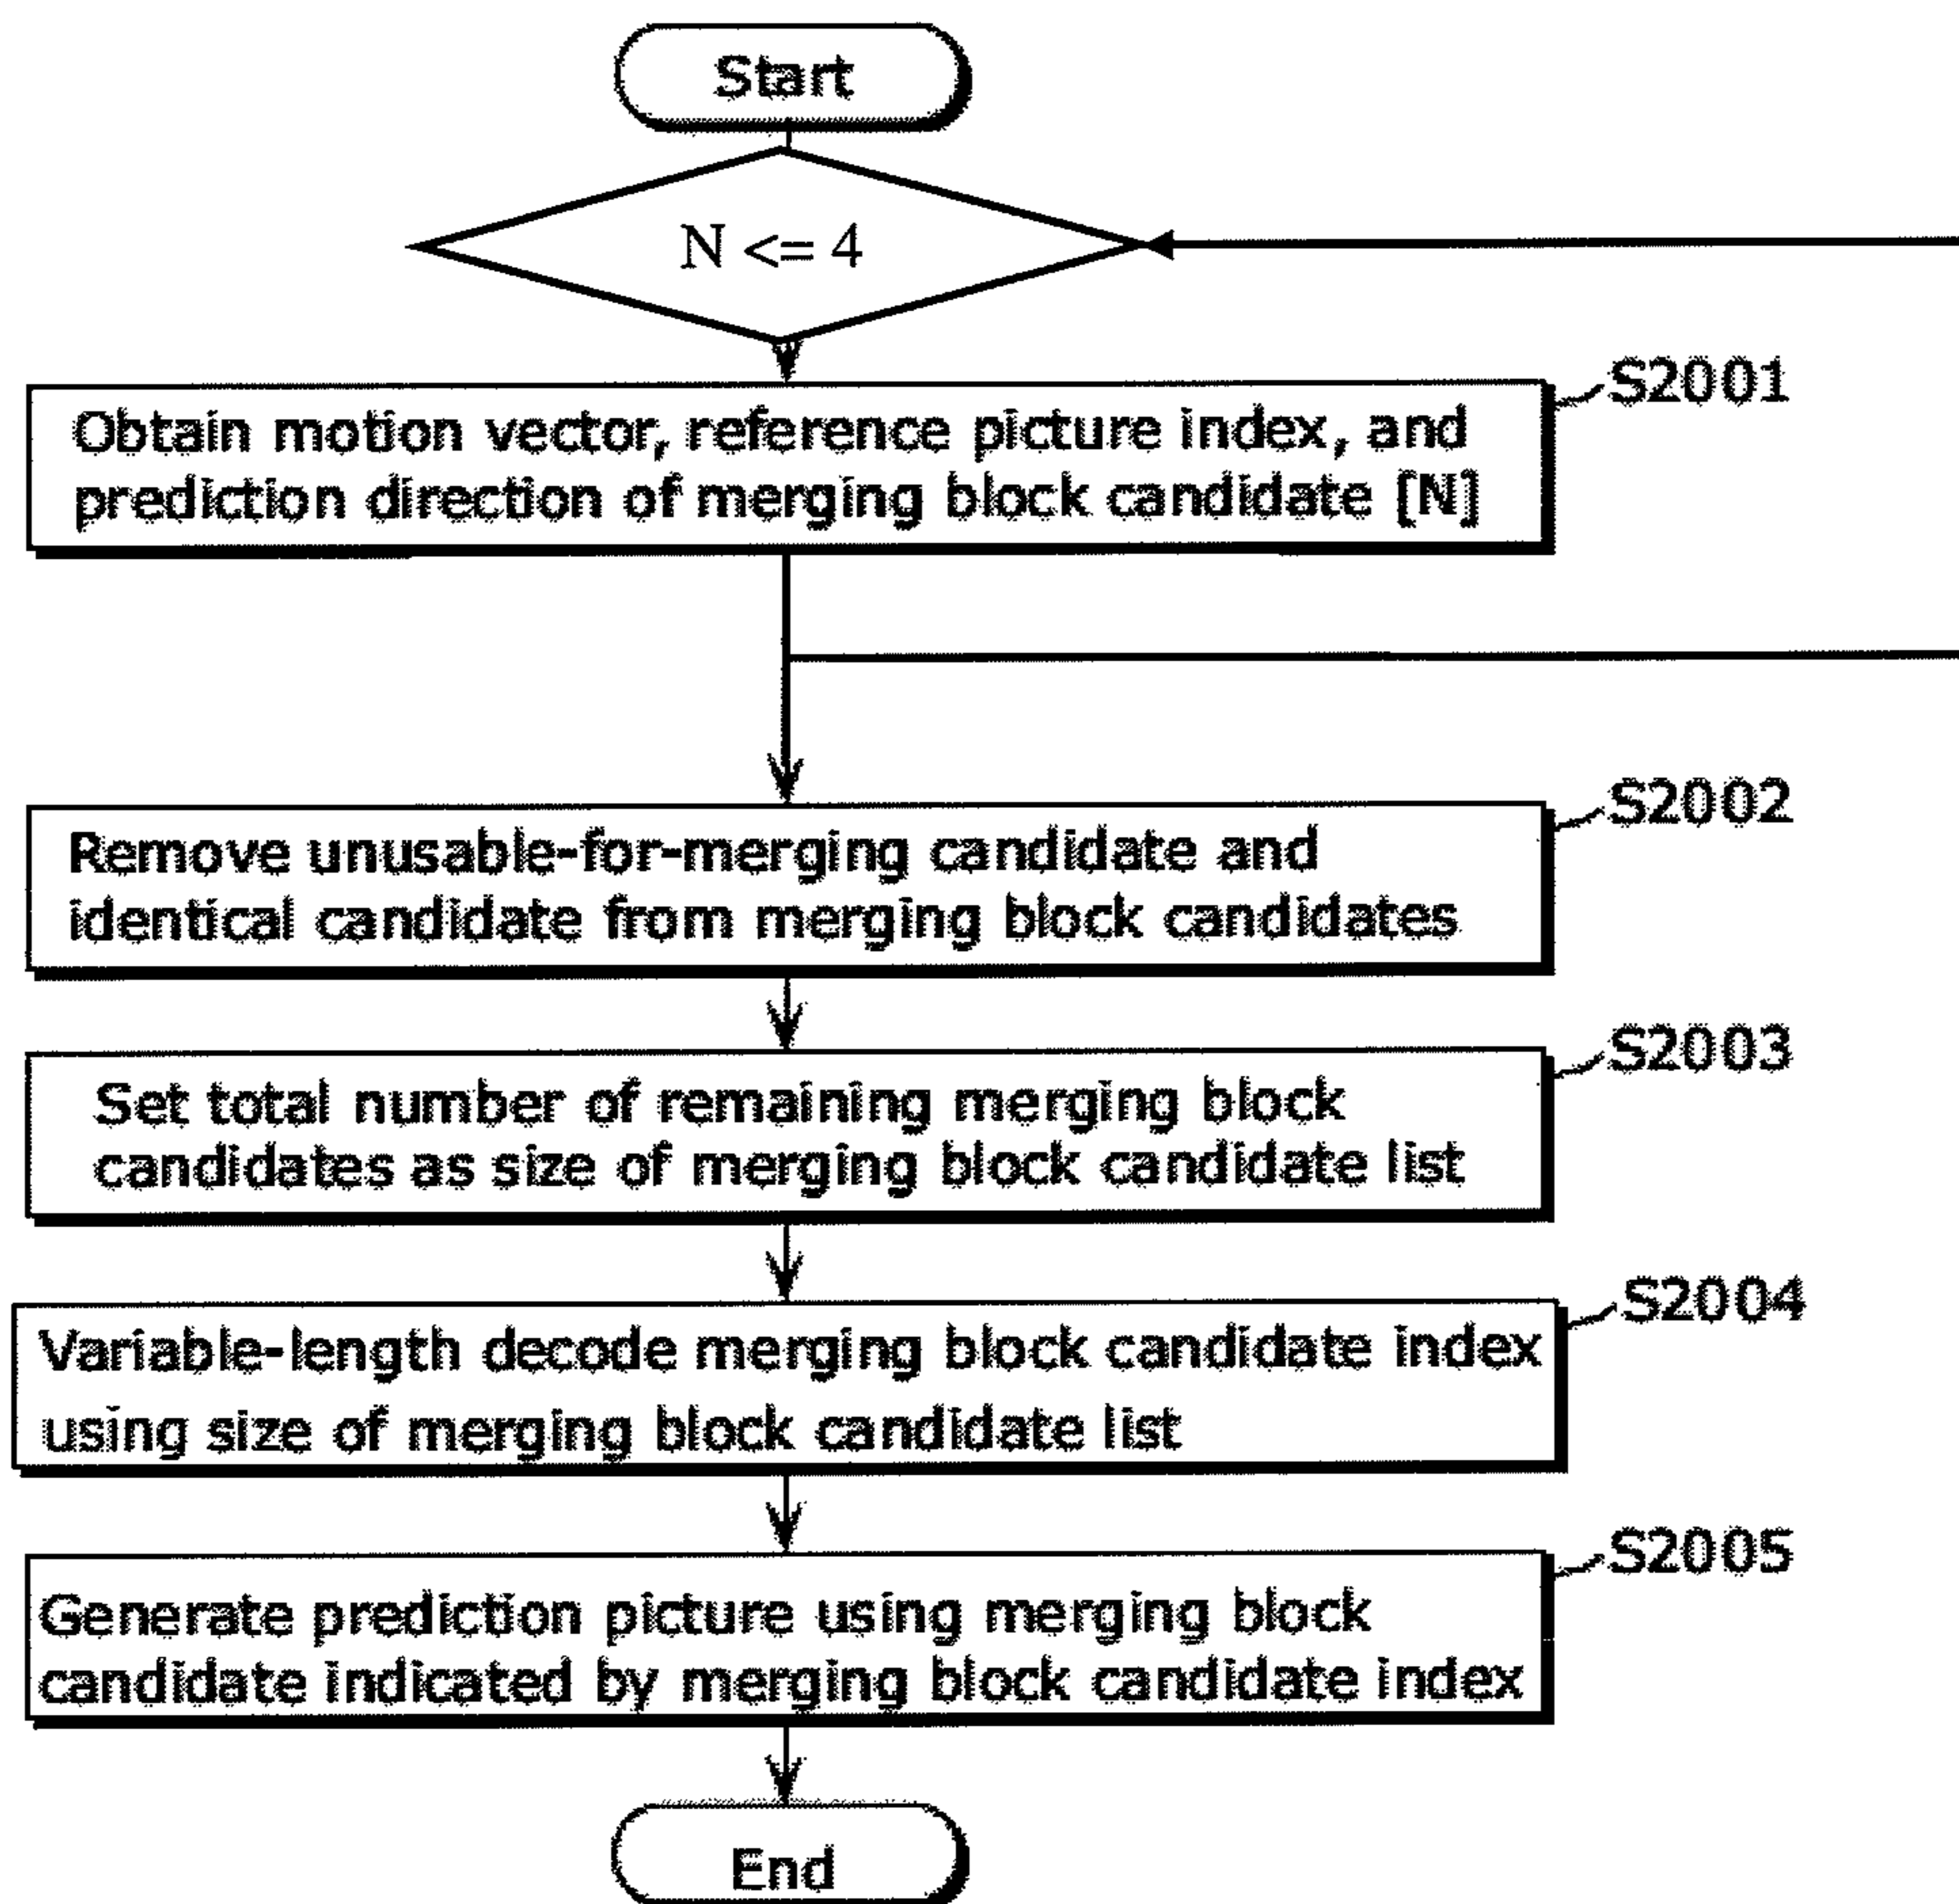 Start
N <= 4
S2001
Obtain motion vector, reference picture index, and
prediction direction of merging block candidate [N]
S2002
Remove unusable-for-merging candidate and
identical candidate from merging block candidates
S2003
Set total number of remaining merging block
candidates as size of merging block candidate list
S2004
Variable-length decode merging block candidate index
using size of merging block candidate list
S2005
Generate prediction picture using merging block
candidate indicated by merging block candidate index
End